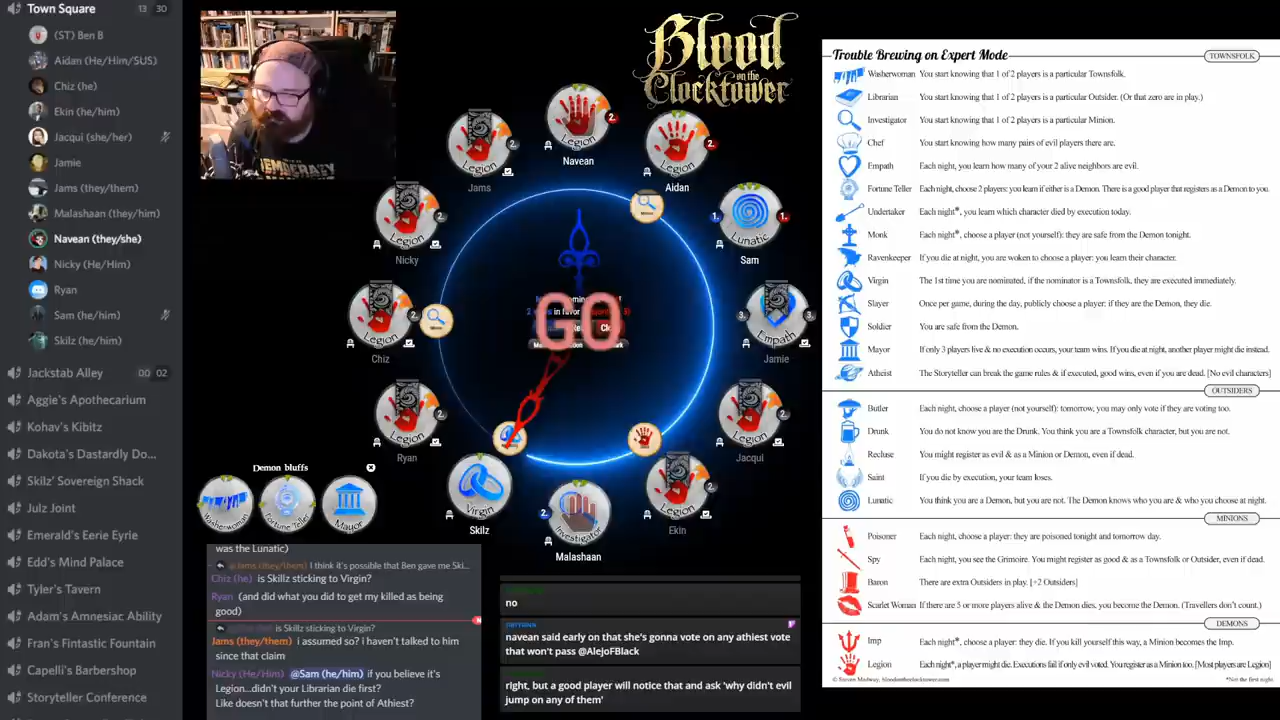 Town Square
13 30
(ST) Ben B
Aidan (He/Him/SUS)
Chiz (he)
Ekin (he/him)
Jacqui (she/her)
Jamie
Jams (they/them)
Malashaan (they/him)
Navean (they/she)
Nicky (He/Him)
Ryan
Sam (he/him)
Skilz (he/him)
Jackstab Alley
00 02
Aggie's Apothecarium
Kohav's Kibitz
Dakota's Dastardly Do...
Skilz' Sovereign Shack
Julz Joint
Emerald's Eerie Eyrie
Edd's Mind Palace
Tyler's Tavern
Adam's Amnesiac Ability
Fin's Fantastic Fountain
Capelli's Chop Shop
Storyteller Conference
Blood
on the
Clocktower
Legion
Navean
Legion
Aidan
Lunatic
Sam
Empath
Jamie
Legion
Jacqui
Legion
Ekin
Investigator
Malashaan
Virgin
Skilz
Legion
Ryan
Legion
Chiz
Legion
Nicky
Legion
Jams
GO
Demon bluffs
Washerwoman
Fortune Teller
Mayor
was the Lunatic)
@Jams (they/them) I think it's possible that Ben gave me Ski...
Chiz (he) is Skillz sticking to Virgin?
Ryan (and did what you did to get my killed as being
good)
is Skillz sticking to Virgin?
Jams (they/them) i assumed so? i haven't talked to him
since that claim
Nicky (He/Him) @Sam (he/him) if you believe it's
Legion...didn't your Librarian die first?
Like doesn't that further the point of Athiest?
no
navean said early on that she's gonna vote on any athiest vote
that won't pass @AlejoFBlack
right, but a good player will notice that and ask 'why didn't evil
jump on any of them'
Trouble Brewing on Expert Mode
TOWNSFOLK
Washerwoman You start knowing that 1 of 2 players is a particular Townsfolk.
Librarian You start knowing that 1 of 2 players is a particular Outsider. (Or that zero are in play.)
Investigator You start knowing that 1 of 2 players is a particular Minion.
Chef You start knowing how many pairs of evil players there are.
Empath Each night, you learn how many of your 2 alive neighbors are evil.
Fortune Teller Each night, choose 2 players: you learn if either is a Demon. There is a good player that registers as a Demon to you.
Undertaker Each night*, you learn which character died by execution today.
Monk Each night*, choose a player (not yourself): they are safe from the Demon tonight.
Ravenkeeper If you die at night, you are woken to choose a player: you learn their character.
Virgin The 1st time you are nominated, if the nominator is a Townsfolk, they are executed immediately.
Slayer Once per game, during the day, publicly choose a player: if they are the Demon, they die.
Soldier You are safe from the Demon.
Mayor If only 3 players live & no execution occurs, your team wins. If you die at night, another player might die instead.
Atheist The Storyteller can break the game rules & if executed, good wins, even if you are dead. [No evil characters]
OUTSIDERS
Butler Each night, choose a player (not yourself): tomorrow, you may only vote if they are voting too.
Drunk You do not know you are the Drunk. You think you are a Townsfolk character, but you are not.
Recluse You might register as evil & as a Minion or Demon, even if dead.
Saint If you die by execution, your team loses.
Lunatic You think you are a Demon, but you are not. The Demon knows who you are & who you choose at night.
MINIONS
Poisoner Each night, choose a player: they are poisoned tonight and tomorrow day.
Spy Each night, you see the Grimoire. You might register as good & as a Townsfolk or Outsider, even if dead.
Baron There are extra Outsiders in play. [+2 Outsiders]
Scarlet Woman If there are 5 or more players alive & the Demon dies, you become the Demon. (Travellers don't count.)
DEMONS
Imp Each night*, choose a player: they die. If you kill yourself this way, a Minion becomes the Imp.
Legion Each night*, a player might die. Executions fail if only evil voted. You register as a Minion too. [Most players are Legion]
© Steven Medway, bloodontheclocktower.com
*Not the first night